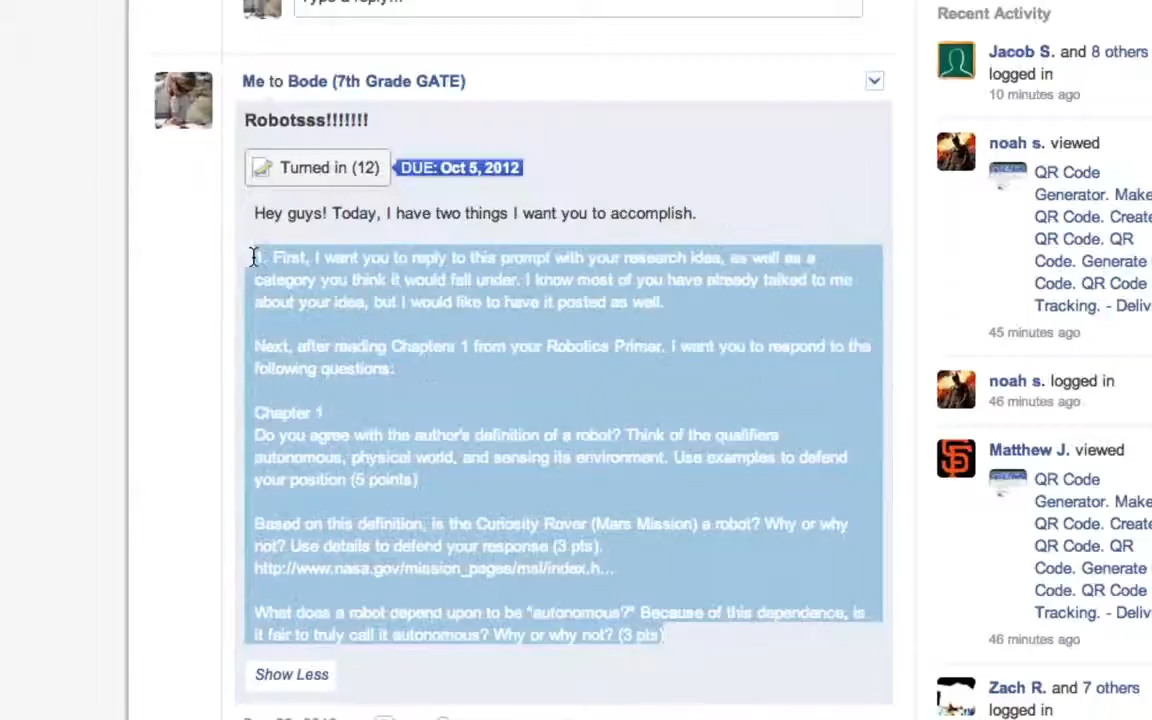 Recent Activity
Me to Bode (7th Grade GATE)
Robotsss!!!!!!!
Turned in (12) DUE: Oct 5, 2012
Hey guys! Today, I have two things I want you to accomplish.
1. First, I want you to reply to this prompt with your research idea, as well as a
category you think it would fall under. I know most of you have already talked to me
about your idea, but I would like to have it posted as well.
Next, after reading Chapters 1 from your Robotics Primer, I want you to respond to the
following questions:
Chapter 1
Do you agree with the author's definition of a robot? Think of the qualifiers
autonomous, physical world, and sensing its environment. Use examples to defend
your position (5 points)
Based on this definition, is the Curiosity Rover (Mars Mission) a robot? Why or why
not? Use details to defend your response (3 pts).
http://www.nasa.gov/mission_pages/msl/index.h...
What does a robot depend upon to be "autonomous?" Because of this dependence, is
it fair to truly call it autonomous? Why or why not? (3 pts)
Show Less
Jacob S. and 8 others
logged in
10 minutes ago
noah s. viewed
QR Code
Generator. Make
QR Code. Create
QR Code. QR
Code. Generate
Code. QR Code
Tracking. - Deliv
45 minutes ago
noah s. logged in
46 minutes ago
Matthew J. viewed
QR Code
Generator. Make
QR Code. Create
QR Code. QR
Code. Generate
Code. QR Code
Tracking. - Deliv
46 minutes ago
Zach R. and 7 others
logged in